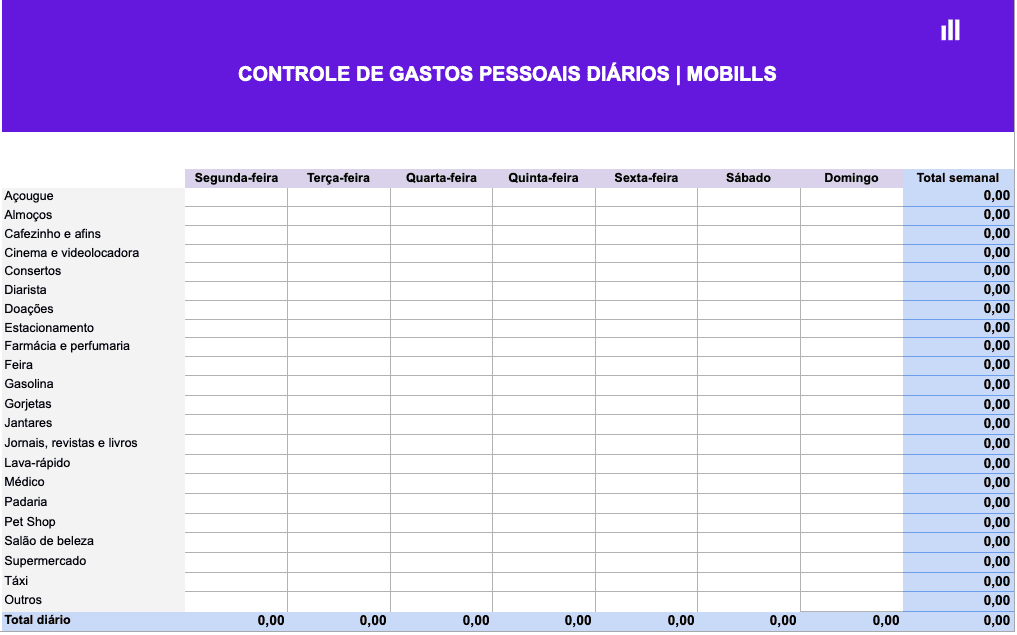 CONTROLE DE GASTOS PESSOAIS DIÁRIOS | MOBILLS
Segunda-feira Terça-feira Quarta-feira Quinta-feira Sexta-feira Sábado Domingo Total semanal
Açougue 0,00
Almoços 0,00
Cafezinho e afins 0,00
Cinema e videolocadora 0,00
Consertos 0,00
Diarista 0,00
Doações 0,00
Estacionamento 0,00
Farmácia e perfumaria 0,00
Feira 0,00
Gasolina 0,00
Gorjetas 0,00
Jantares 0,00
Jornais, revistas e livros 0,00
Lava-rápido 0,00
Médico 0,00
Padaria 0,00
Pet Shop 0,00
Salão de beleza 0,00
Supermercado 0,00
Táxi 0,00
Outros 0,00
Total diário 0,00 0,00 0,00 0,00 0,00 0,00 0,00 0,00